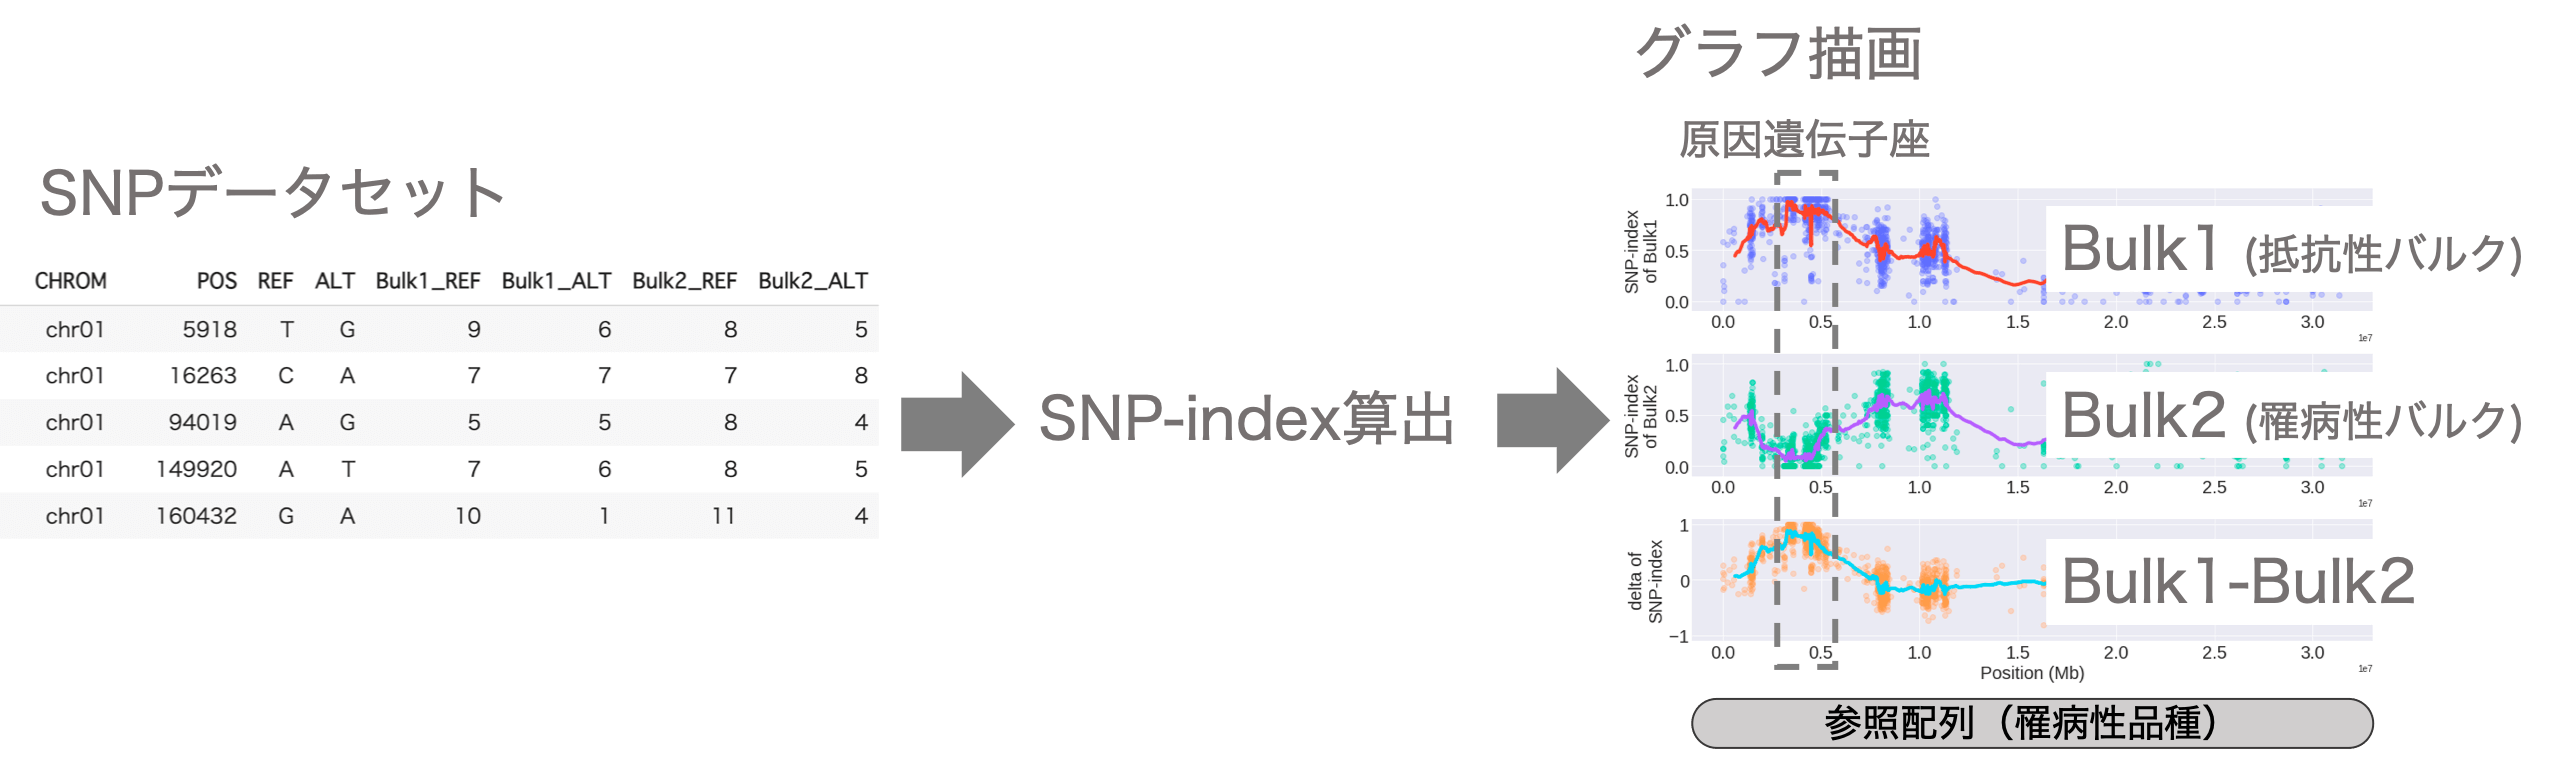 SNPデータセット
CHROM POS REF ALT Bulk1_REF Bulk1_ALT Bulk2_REF Bulk2_ALT
chr01 5918 T G 9 6 8 5
chr01 16263 C A 7 7 7 8
chr01 94019 A G 5 5 8 4
chr01 149920 A T 7 6 8 5
chr01 160432 G A 10 1 11 4
SNP-index算出
グラフ描画
原因遺伝子座
SNP-index
of Bulk1
1.0
0.5
0.0
Bulk1 (抵抗性バルク)
0.0 0.5 1.0 1.5 2.0 2.5 3.0
1e7
SNP-index
of Bulk2
1.0
0.5
0.0
Bulk2 (罹病性バルク)
0.0 0.5 1.0 1.5 2.0 2.5 3.0
1e7
delta of
SNP-index
1
0
−1
Bulk1-Bulk2
0.0 0.5 1.0 1.5 2.0 2.5 3.0
1e7
Position (Mb)
参照配列（罹病性品種）